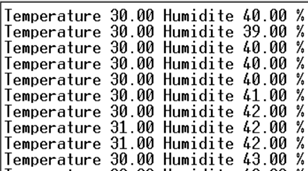 Temperature 30.00 Humidite 40.00 %
Temperature 30.00 Humidite 39.00 %
Temperature 30.00 Humidite 40.00 %
Temperature 30.00 Humidite 40.00 %
Temperature 30.00 Humidite 40.00 %
Temperature 30.00 Humidite 41.00 %
Temperature 30.00 Humidite 42.00 %
Temperature 31.00 Humidite 42.00 %
Temperature 31.00 Humidite 42.00 %
Temperature 30.00 Humidite 43.00 %